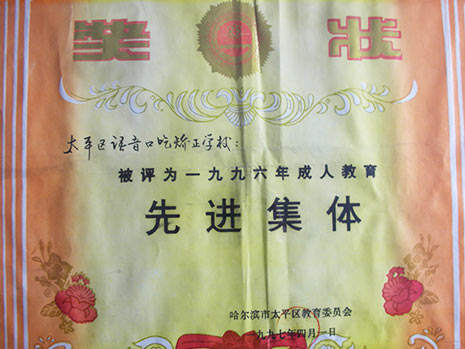 奖状
太平区语音口吃矫正学校:
被评为一九九六年成人教育
先进集体
哈尔滨市太平区教育委员会
一九九七年四月一日